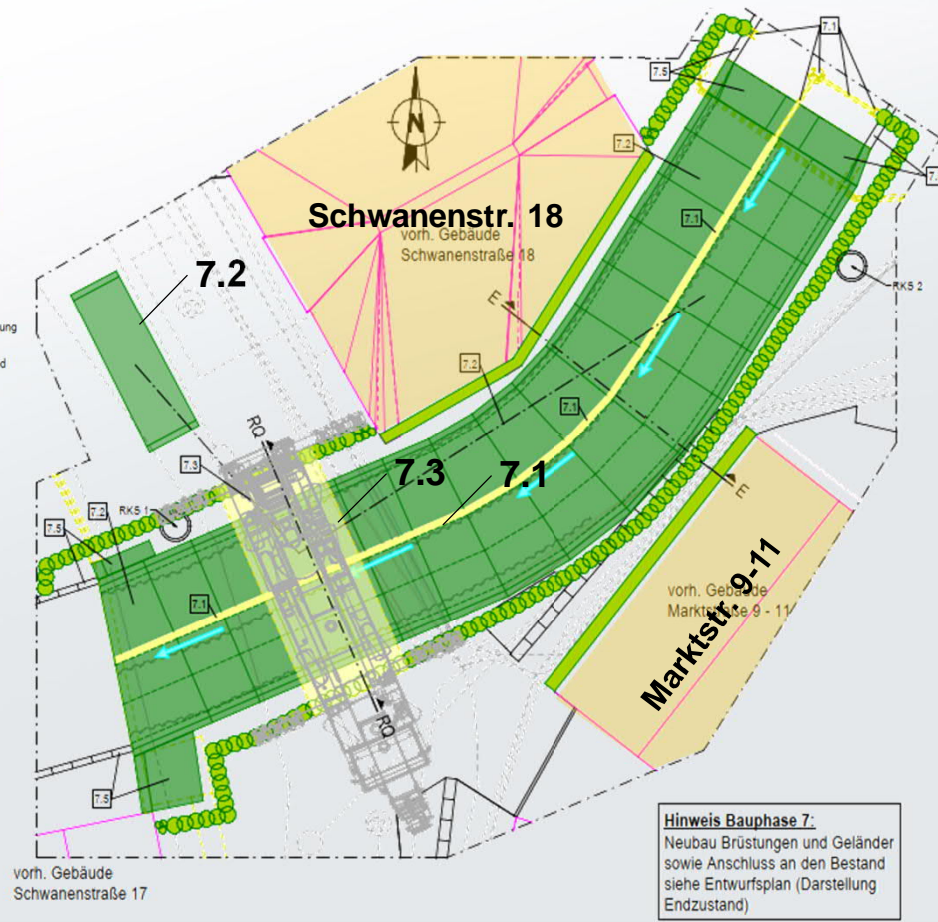 7.1
7.5
N
7.2
7.
Schwanenstr. 18
vorh. Gebäude
Schwanenstraße 18
7.1
7.2
RKS 2
E
ung
d
7.2
7.1
RQ
7.3
7.3
7.1
E
7.2
RKS 1
7.5
vorh. Gebäude
Marktstraße 9 - 11
Marktstr. 9-11
7.1
RQ
7.5
Hinweis Bauphase 7:
Neubau Brüstungen und Geländer
sowie Anschluss an den Bestand
siehe Entwurfsplan (Darstellung
Endzustand)
vorh. Gebäude
Schwanenstraße 17